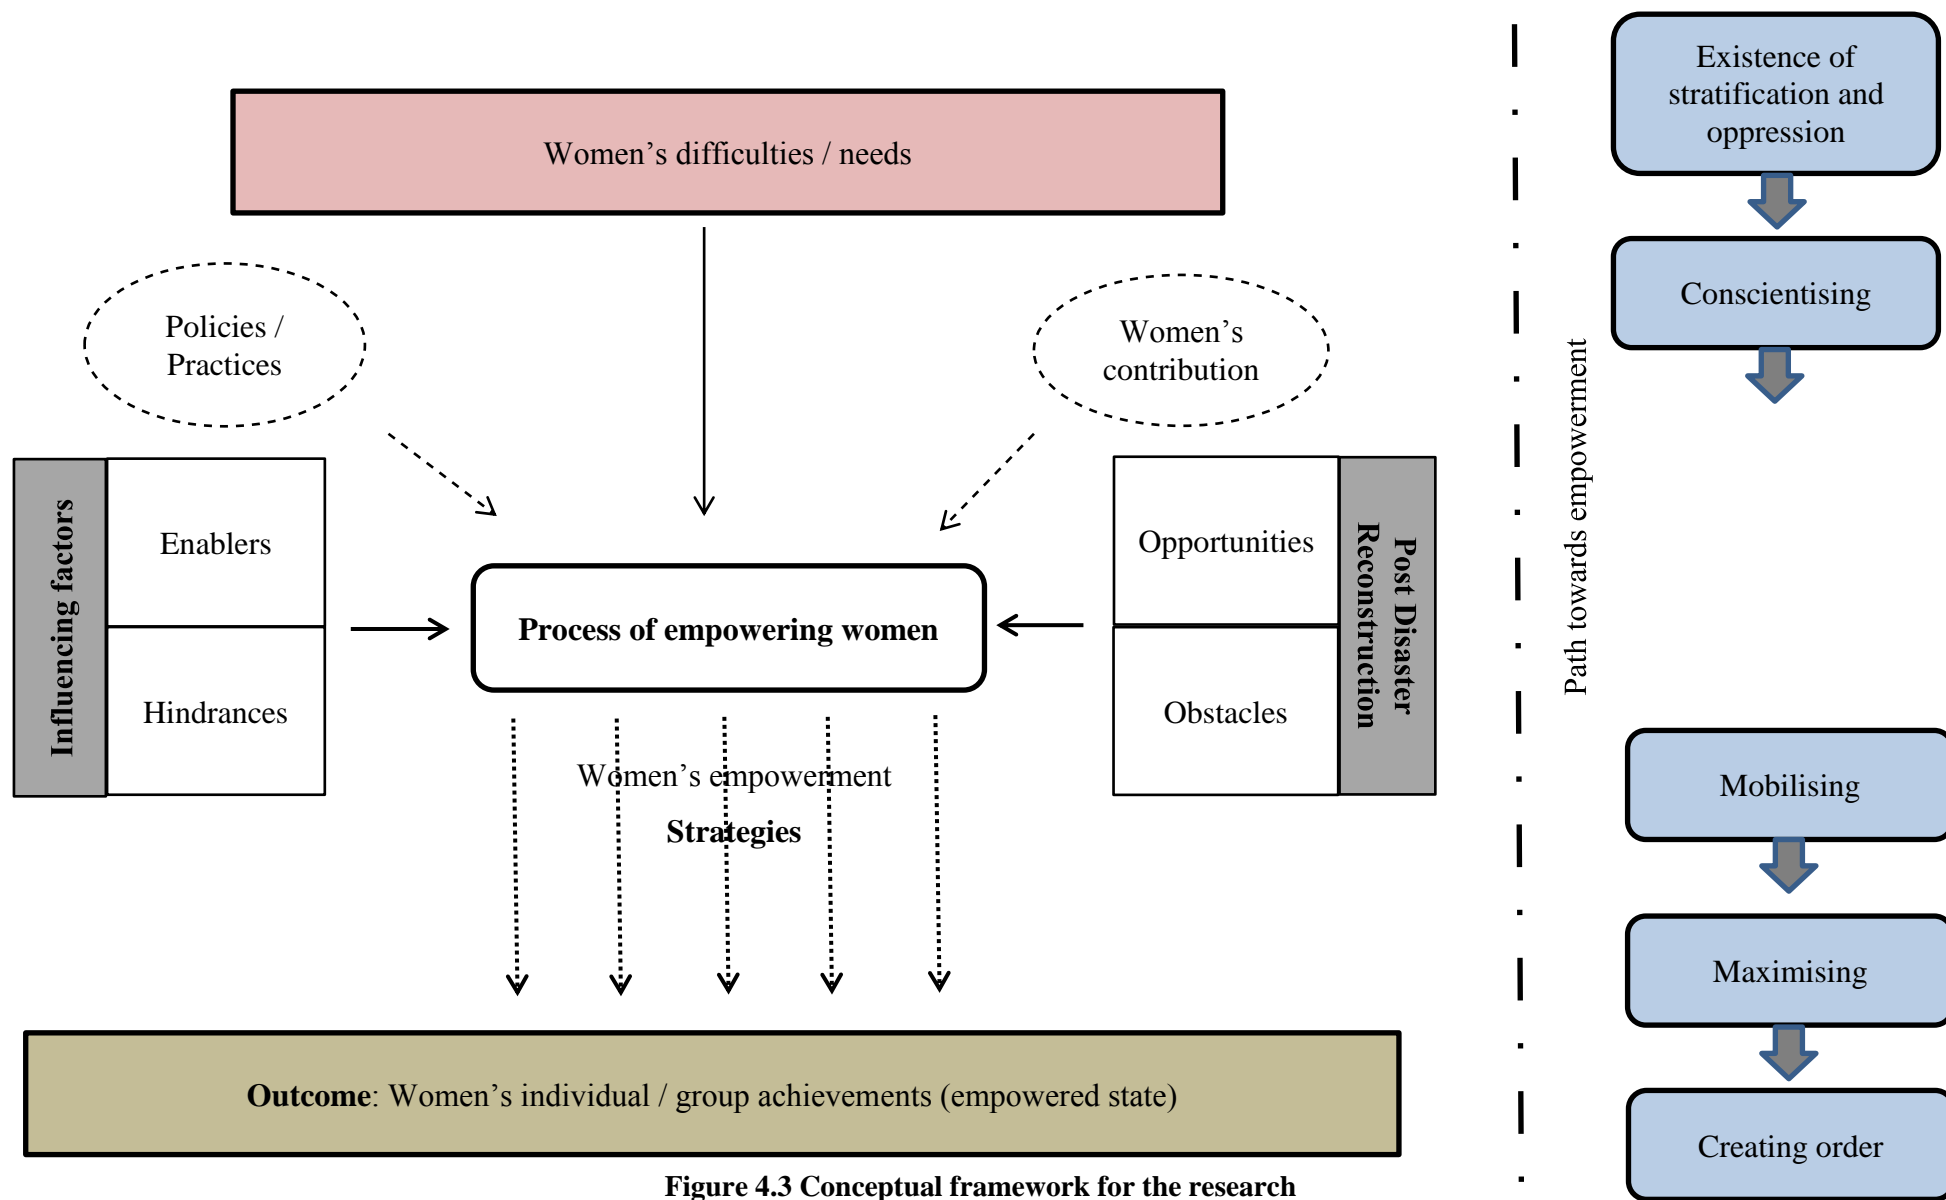 Women’s difficulties / needs
Policies /
Practices
Women’s
contribution
Influencing factors
Enablers
Hindrances
Process of empowering women
Opportunities
Obstacles
Post Disaster
Reconstruction
Women’s empowerment
Strategies
Outcome: Women’s individual / group achievements (empowered state)
Path towards empowerment
Existence of
stratification and
oppression
Conscientising
Mobilising
Maximising
Creating order
Figure 4.3 Conceptual framework for the research